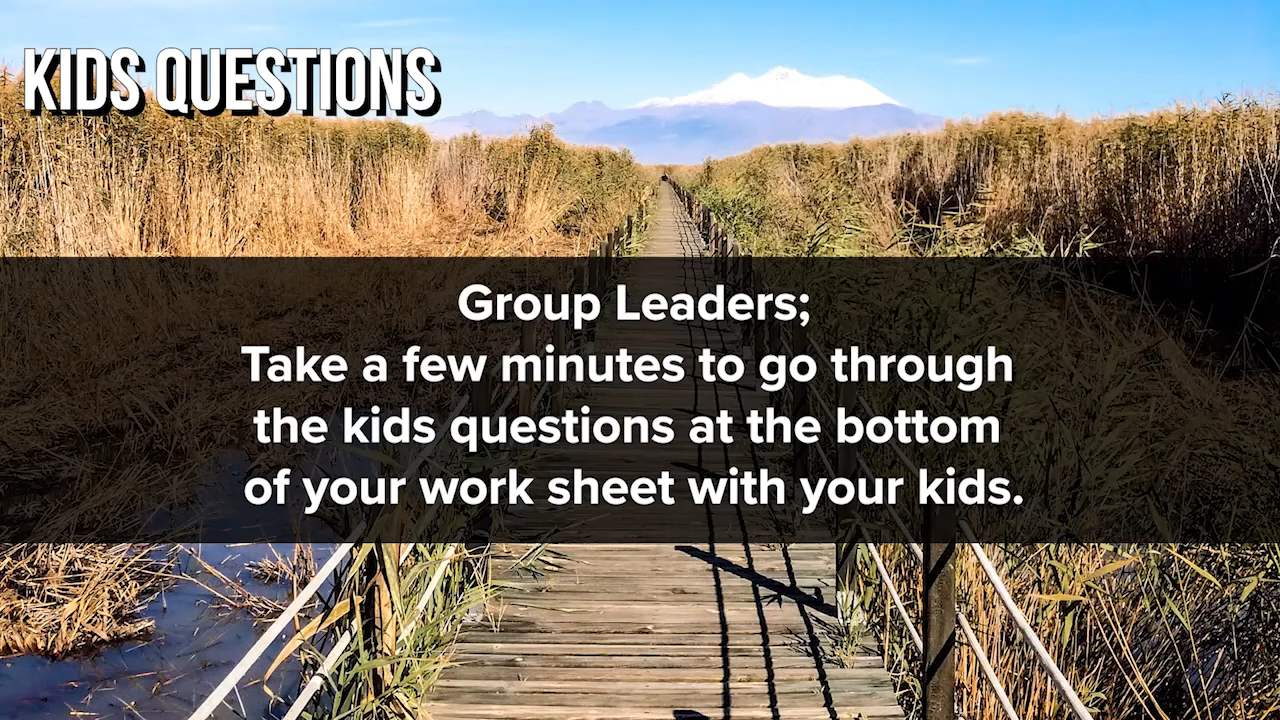 KIDS QUESTIONS
Group Leaders;
Take a few minutes to go through
the kids questions at the bottom
of your work sheet with your kids.